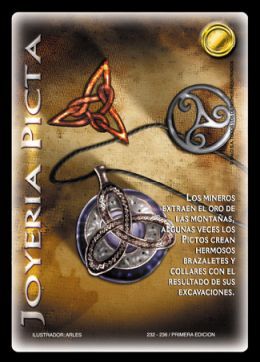 JOYERIA PICTA
LOS MINEROS
EXTRAEN EL ORO DE
LAS MONTAÑAS,
ALGUNAS VECES LOS
PICTOS CREAN
HERMOSOS
BRAZALETES Y
COLLARES CON EL
RESULTADO DE SUS
EXCAVACIONES.
ILUSTRADOR: ARLES
232 - 236 / PRIMERA EDICION